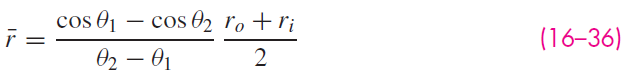 r̄ = (cos θ₁ − cos θ₂)/(θ₂ − θ₁) (rₒ + rᵢ)/2 (16–36)